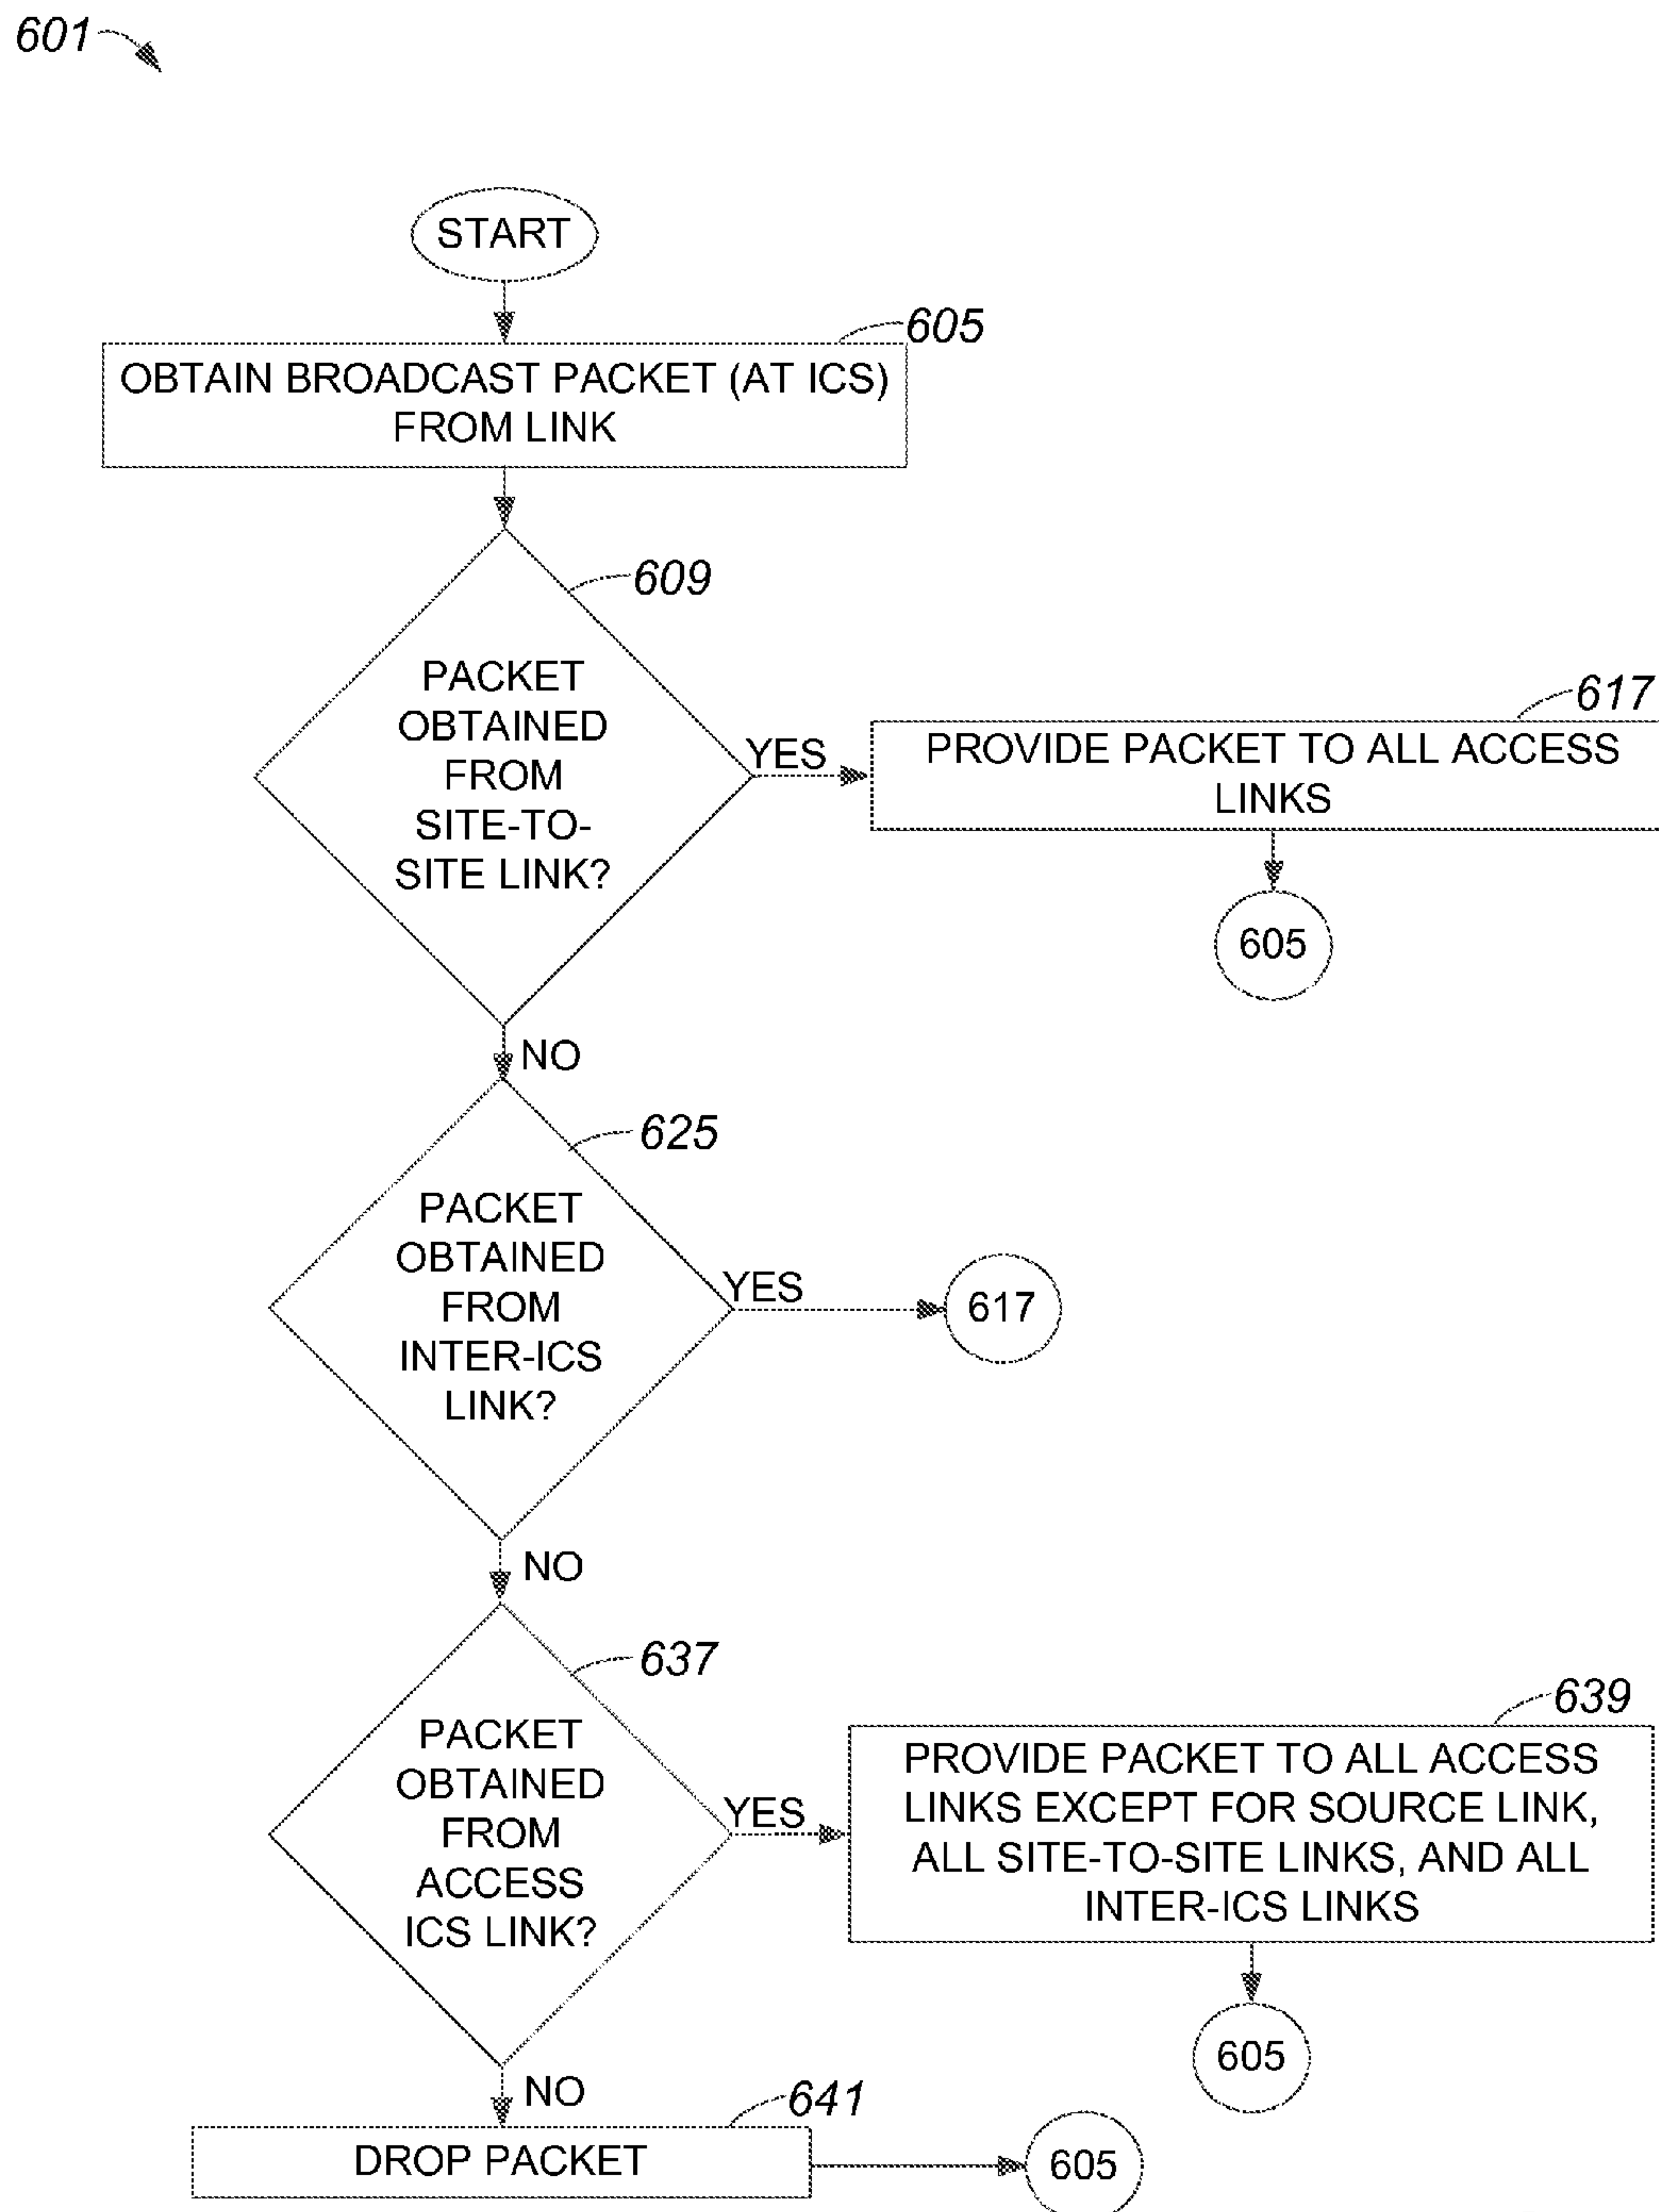 601
START
605
OBTAIN BROADCAST PACKET (AT ICS)
FROM LINK
609
PACKET
OBTAINED
FROM
SITE-TO-
SITE LINK?
YES
617
PROVIDE PACKET TO ALL ACCESS
LINKS
605
NO
625
PACKET
OBTAINED
FROM
INTER-ICS
LINK?
YES
617
NO
637
PACKET
OBTAINED
FROM
ACCESS
ICS LINK?
YES
639
PROVIDE PACKET TO ALL ACCESS
LINKS EXCEPT FOR SOURCE LINK,
ALL SITE-TO-SITE LINKS, AND ALL
INTER-ICS LINKS
605
NO
641
DROP PACKET
605